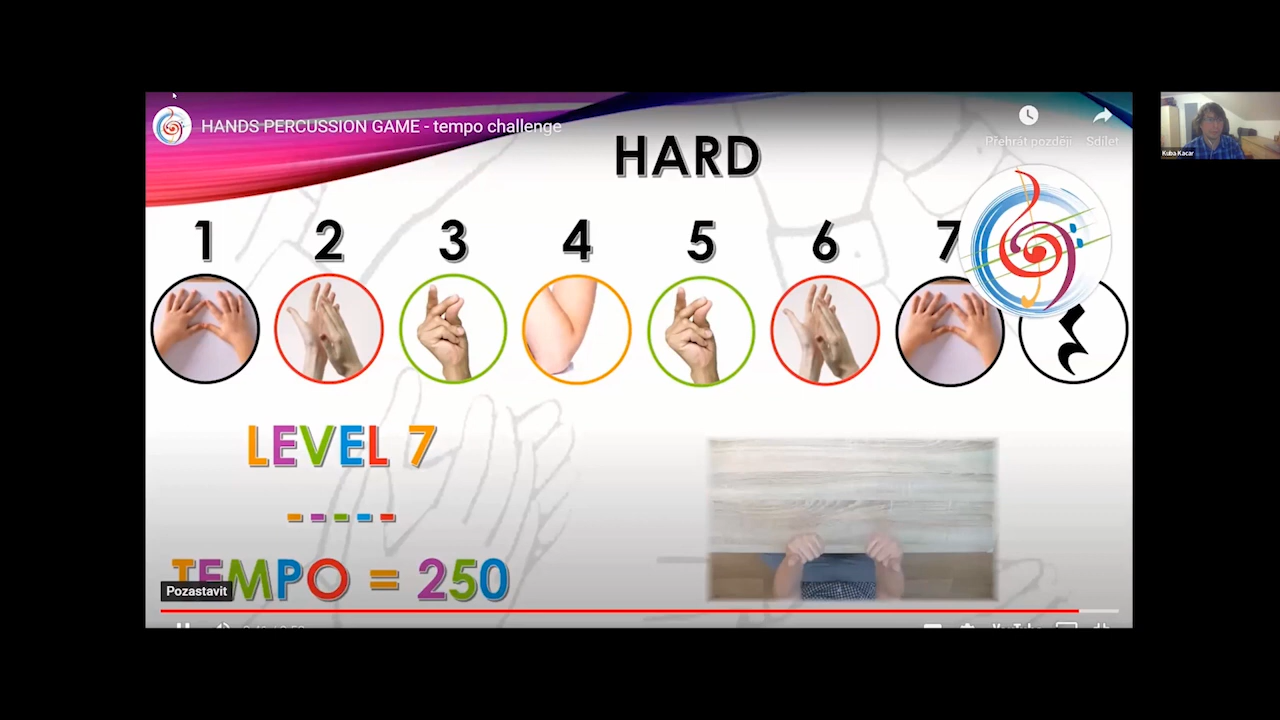 HANDS PERCUSSION GAME - tempo challenge
Přehrát později Sdílet
HARD
1 2 3 4 5 6 7
Kuba Kacar
LEVEL 7
- - - - -
TEMPO = 250
Pozastavit
YouTube